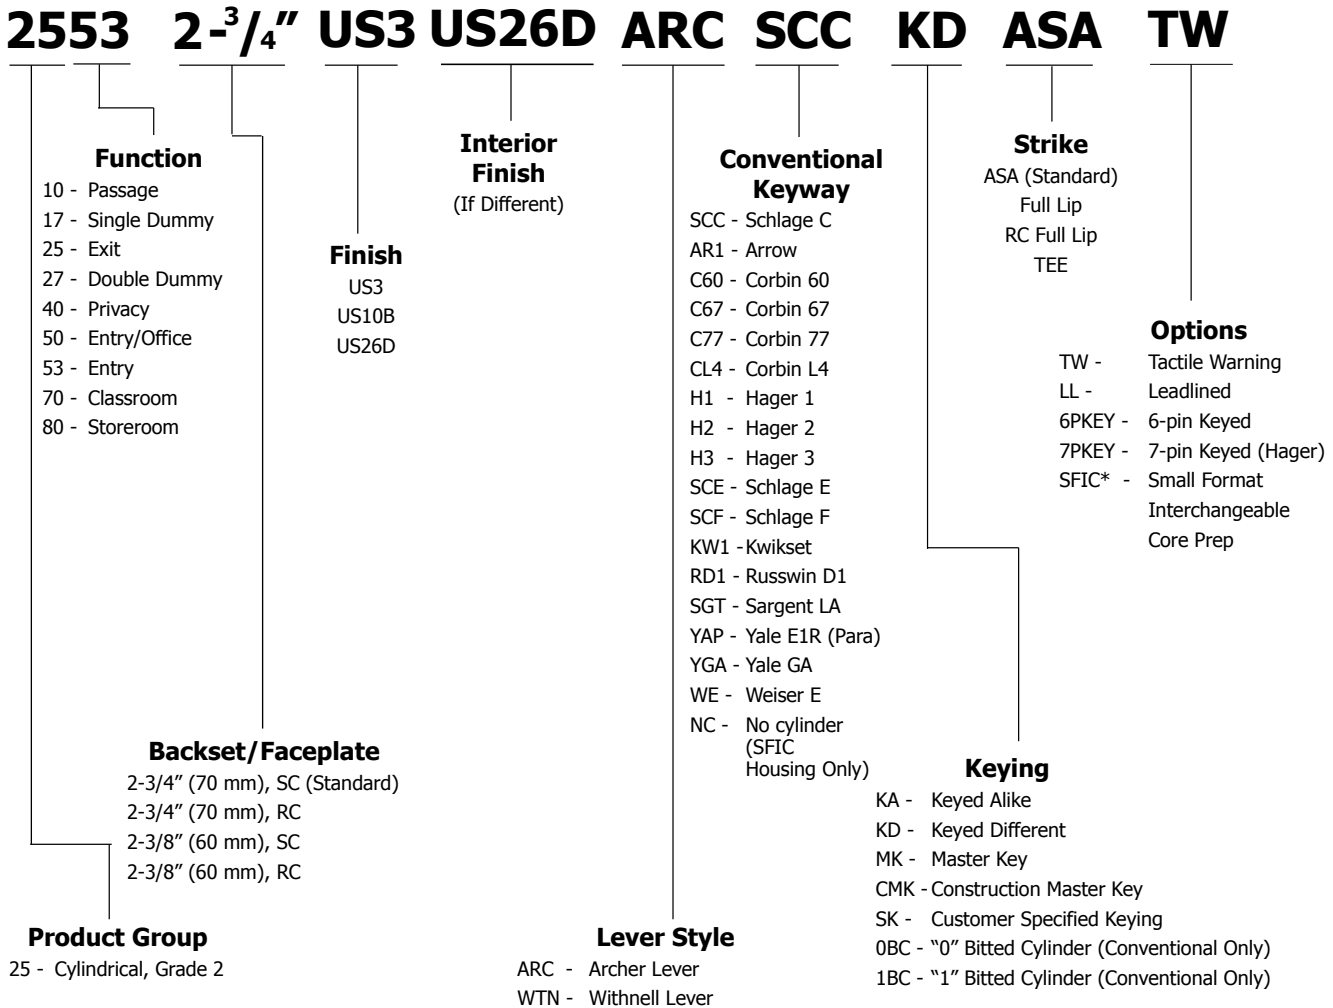 2553 2-3/4" US3 US26D ARC SCC KD ASA TW
Function
10 - Passage
17 - Single Dummy
25 - Exit
27 - Double Dummy
40 - Privacy
50 - Entry/Office
53 - Entry
70 - Classroom
80 - Storeroom
Backset/Faceplate
2-3/4" (70 mm), SC (Standard)
2-3/4" (70 mm), RC
2-3/8" (60 mm), SC
2-3/8" (60 mm), RC
Product Group
25 - Cylindrical, Grade 2
Finish
US3
US10B
US26D
Interior
Finish
(If Different)
Lever Style
ARC - Archer Lever
WTN - Withnell Lever
Conventional
Keyway
SCC - Schlage C
AR1 - Arrow
C60 - Corbin 60
C67 - Corbin 67
C77 - Corbin 77
CL4 - Corbin L4
H1 - Hager 1
H2 - Hager 2
H3 - Hager 3
SCE - Schlage E
SCF - Schlage F
KW1 -Kwikset
RD1 - Russwin D1
SGT - Sargent LA
YAP - Yale E1R (Para)
YGA - Yale GA
WE - Weiser E
NC - No cylinder
(SFIC
Housing Only)
Keying
KA - Keyed Alike
KD - Keyed Different
MK - Master Key
CMK - Construction Master Key
SK - Customer Specified Keying
0BC - “0” Bitted Cylinder (Conventional Only)
1BC - “1” Bitted Cylinder (Conventional Only)
Strike
ASA (Standard)
Full Lip
RC Full Lip
TEE
Options
TW - Tactile Warning
LL - Leadlined
6PKEY - 6-pin Keyed
7PKEY - 7-pin Keyed (Hager)
SFIC* - Small Format
Interchangeable
Core Prep